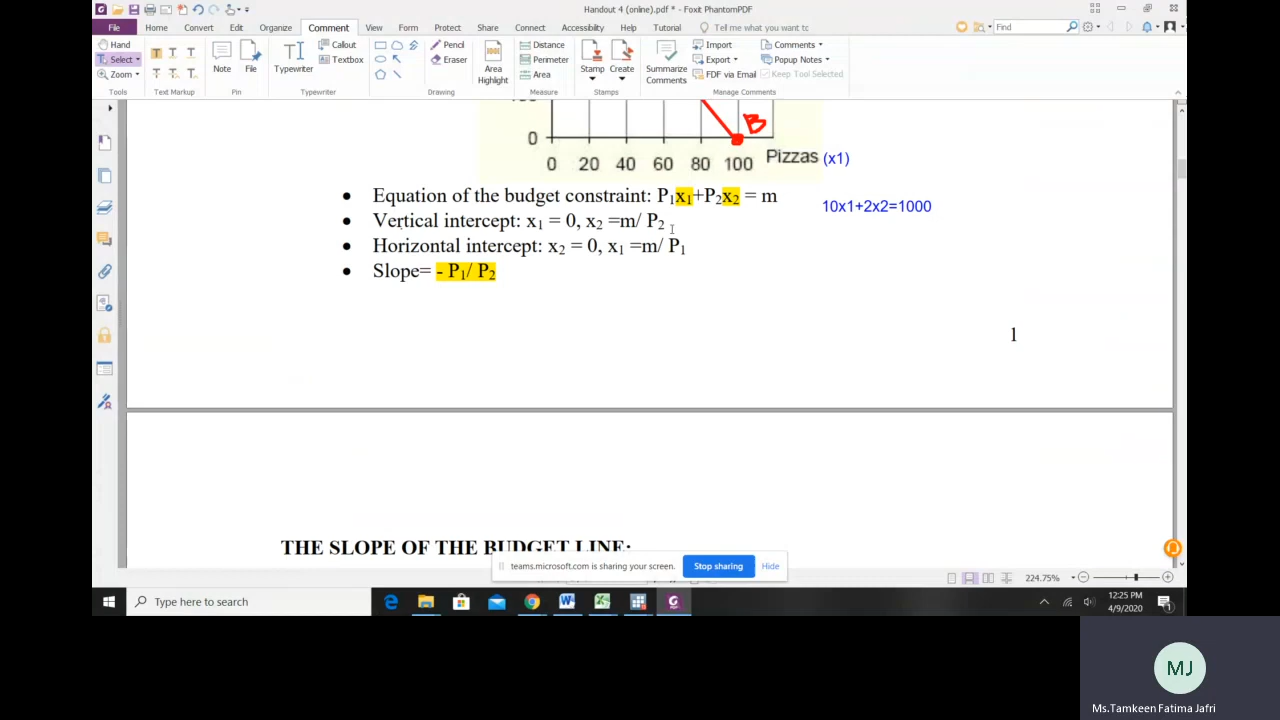 Handout 4 (online).pdf * - Foxit PhantomPDF
File Home Convert Edit Organize Comment View Form Protect Share Connect Accessibility Help Tutorial Tell me what you want to Find
Hand Select Zoom
Tools
Text Markup
Note File
Pin
Typewriter Callout Textbox
Typewriter
Pencil Eraser Area Highlight
Drawing
Distance Perimeter Area
Measure
Stamp Create
Stamps
Summarize Comments Import Export FDF via Email Comments Popup Notes Keep Tool Selected
Manage Comments
B
0
0 20 40 60 80 100 Pizzas (x1)
• Equation of the budget constraint: P₁x₁+P₂x₂ = m
10x1+2x2=1000
• Vertical intercept: x₁ = 0, x₂ =m/ P₂
• Horizontal intercept: x₂ = 0, x₁ =m/ P₁
• Slope= - P₁/ P₂
1
THE SLOPE OF THE BUDGET LINE:
teams.microsoft.com is sharing your screen. Stop sharing Hide
224.75%
Type here to search
12:25 PM
4/9/2020
MJ
Ms.Tamkeen Fatima Jafri